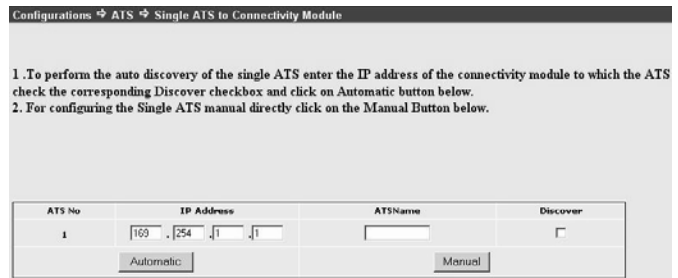 Configurations ➪ ATS ➪ Single ATS to Connectivity Module
1 .To perform the auto discovery of the single ATS enter the IP address of the connectivity module to which the ATS
check the corresponding Discover checkbox and click on Automatic button below.
2. For configuring the Single ATS manual directly click on the Manual Button below.
ATS No IP Address ATSName Discover
1 169 . 254 . 1 . 1
Automatic Manual